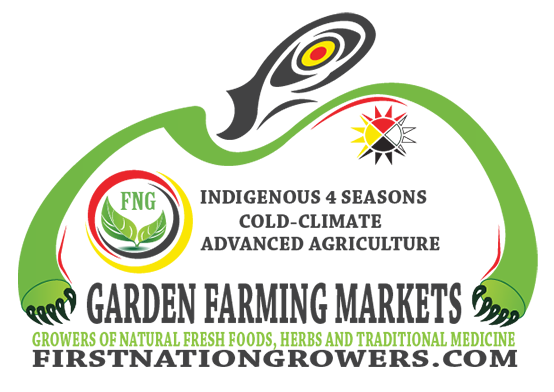 FNG
INDIGENOUS 4 SEASONS
COLD-CLIMATE
ADVANCED AGRICULTURE
GARDEN FARMING MARKETS
GROWERS OF NATURAL FRESH FOODS, HERBS AND TRADITIONAL MEDICINE
FIRSTNATIONGROWERS.COM